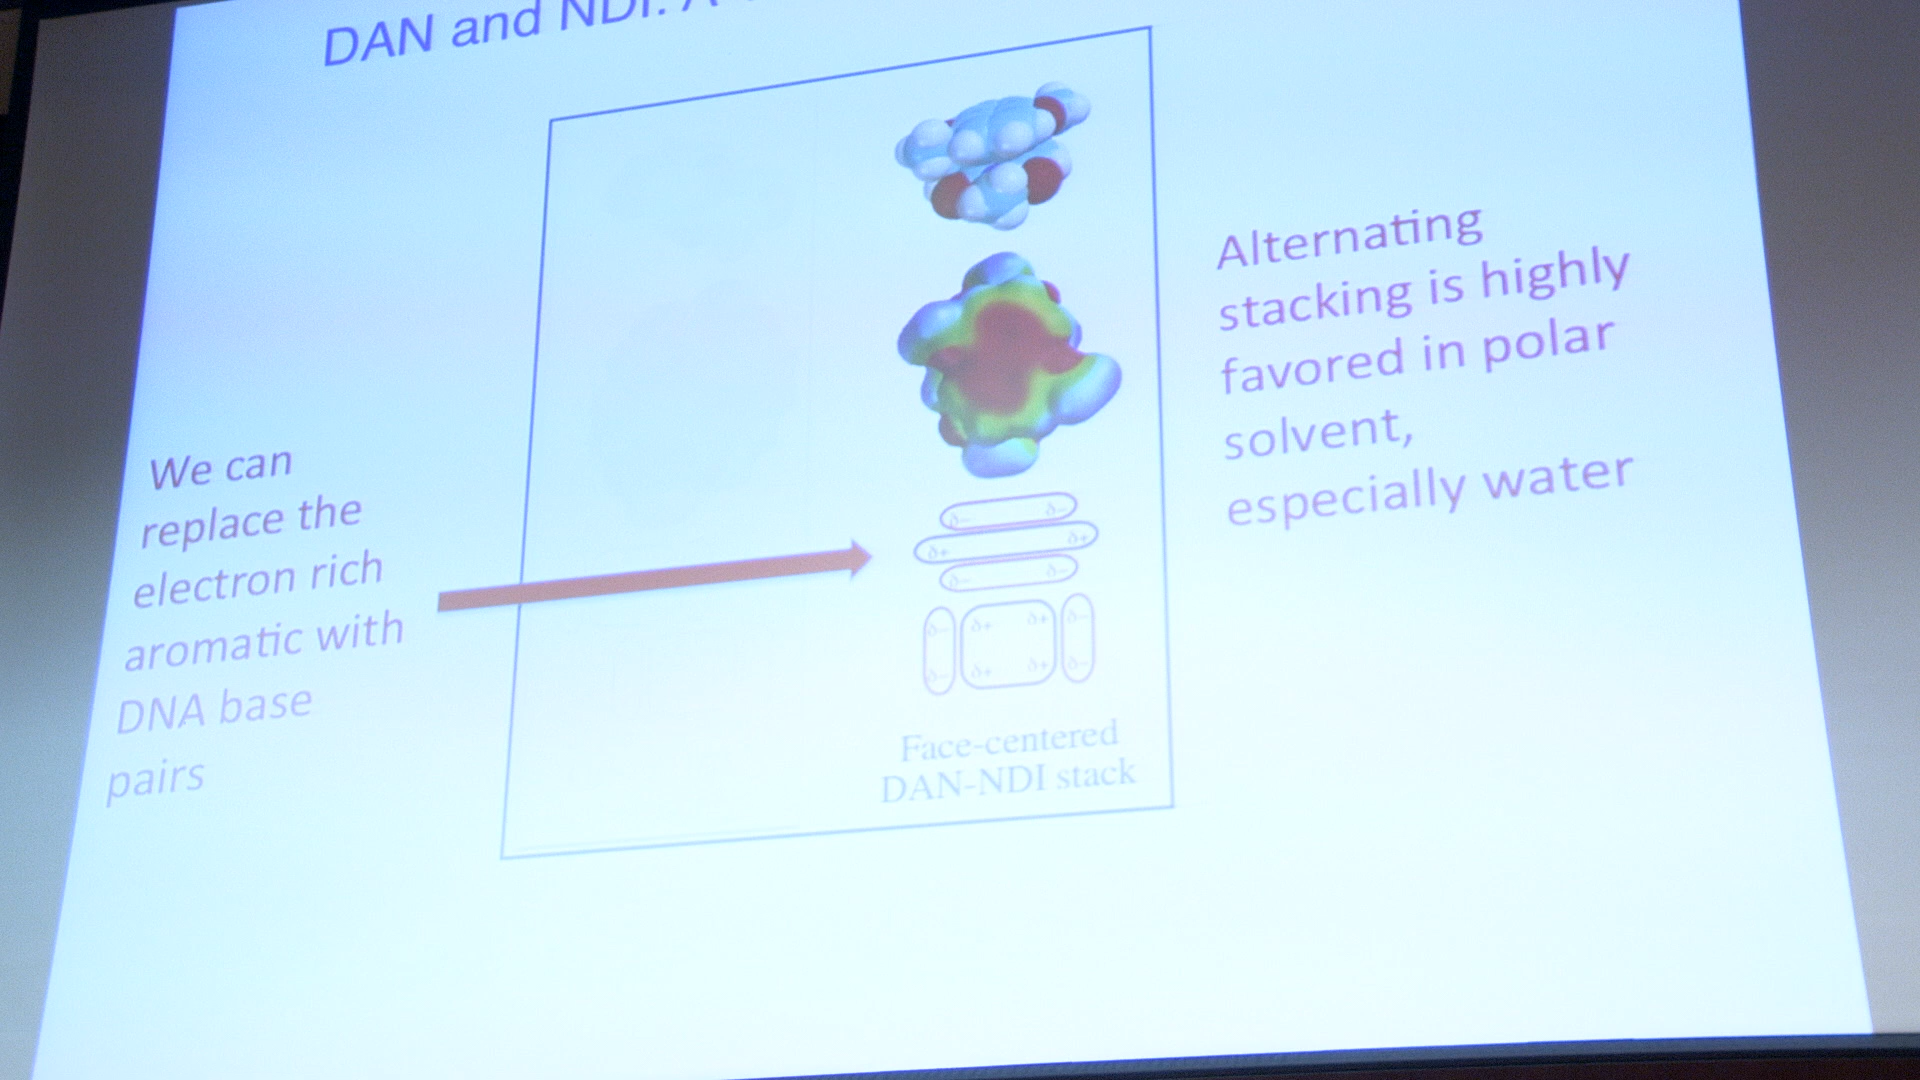 DAN and NDI: A
We can
replace the
electron rich
aromatic with
DNA base
pairs
Alternating
stacking is highly
favored in polar
solvent,
especially water
δ– δ–
δ+ δ+
δ– δ–
δ– δ+ δ+ δ–
δ– δ+ δ+ δ–
Face-centered
DAN-NDI stack